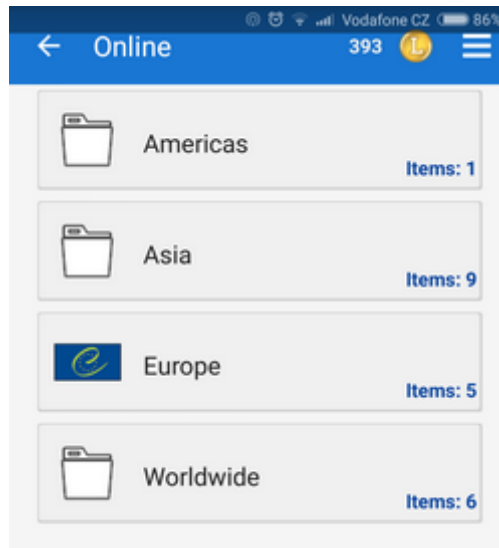 Vodafone CZ 86%
Online 393 L
Americas
Items: 1
Asia
Items: 9
Europe
Items: 5
Worldwide
Items: 6